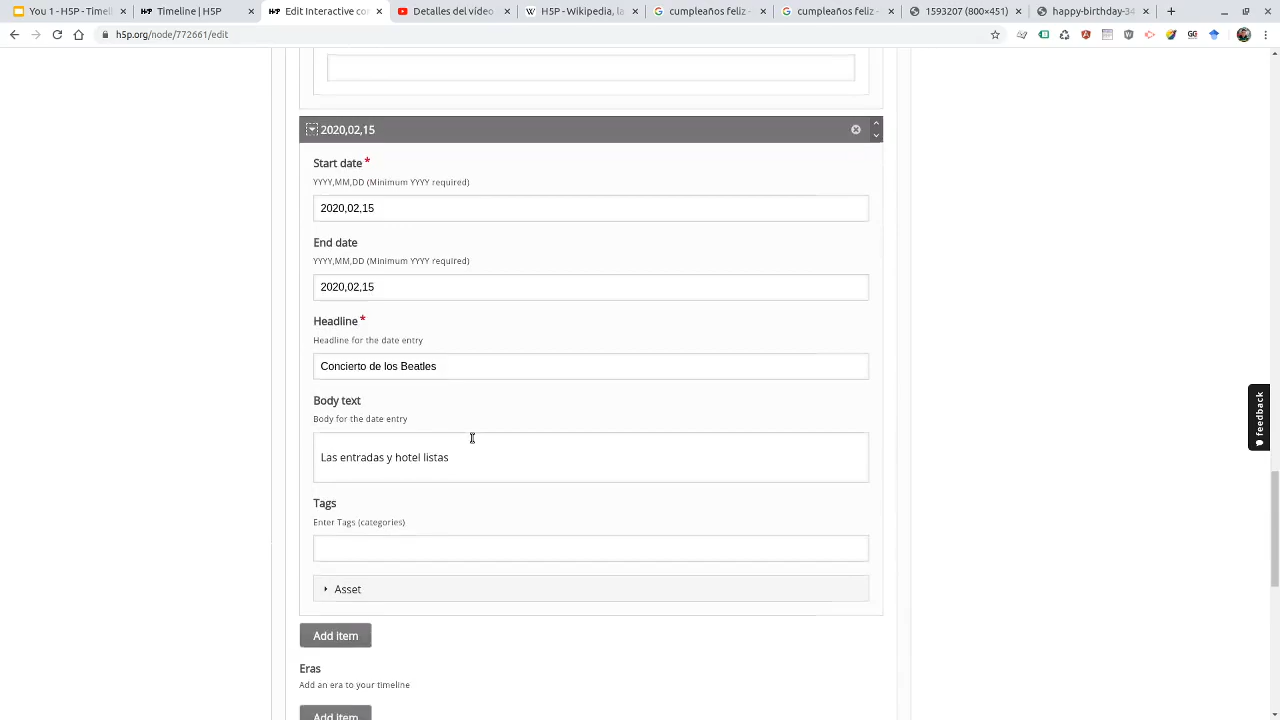 You 1 - H5P - Timeli
Timeline | H5P
Edit Interactive co
Detalles del vídeo
H5P - Wikipedia, la
cumpleaños feliz -
cumpleaños feliz -
1593207 (800×451)
happy-birthday-34
h5p.org/node/772661/edit
2020,02,15
Start date *
YYYY,MM,DD (Minimum YYYY required)
2020,02,15
End date
YYYY,MM,DD (Minimum YYYY required)
2020,02,15
Headline *
Headline for the date entry
Concierto de los Beatles
Body text
Body for the date entry
Las entradas y hotel listas
Tags
Enter Tags (categories)
Asset
Add item
Eras
Add an era to your timeline
Add item
feedback